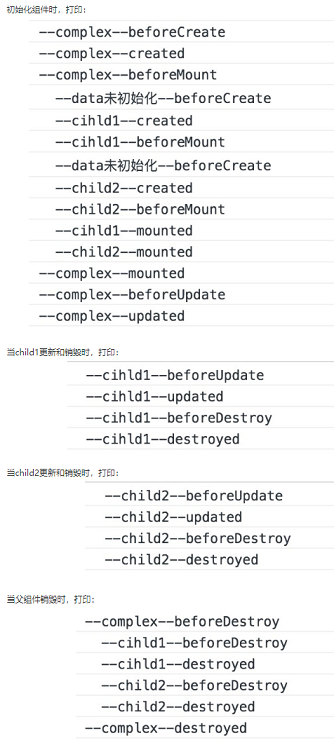 初始化组件时，打印：
--complex--beforeCreate
--complex--created
--complex--beforeMount
--data未初始化--beforeCreate
--cihld1--created
--cihld1--beforeMount
--data未初始化--beforeCreate
--child2--created
--child2--beforeMount
--cihld1--mounted
--child2--mounted
--complex--mounted
--complex--beforeUpdate
--complex--updated
当child1更新和销毁时，打印：
--cihld1--beforeUpdate
--cihld1--updated
--cihld1--beforeDestroy
--cihld1--destroyed
当child2更新和销毁时，打印：
--child2--beforeUpdate
--child2--updated
--child2--beforeDestroy
--child2--destroyed
当父组件销毁时，打印：
--complex--beforeDestroy
--cihld1--beforeDestroy
--cihld1--destroyed
--child2--beforeDestroy
--child2--destroyed
--complex--destroyed